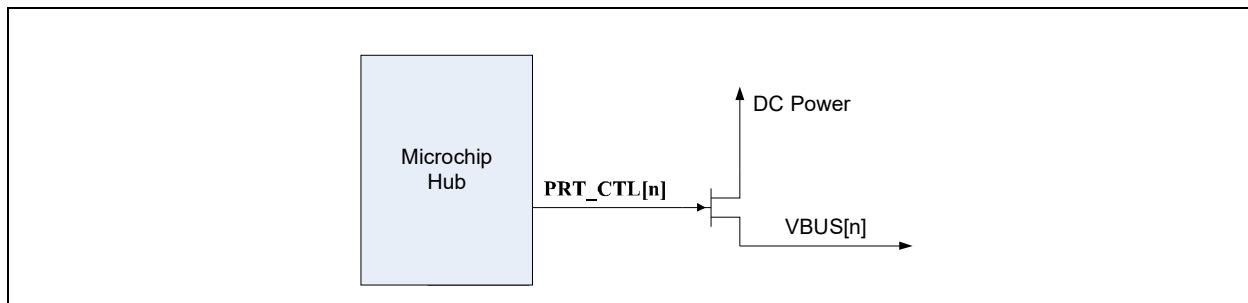 DC Power
Microchip
Hub
PRT_CTL[n]
VBUS[n]